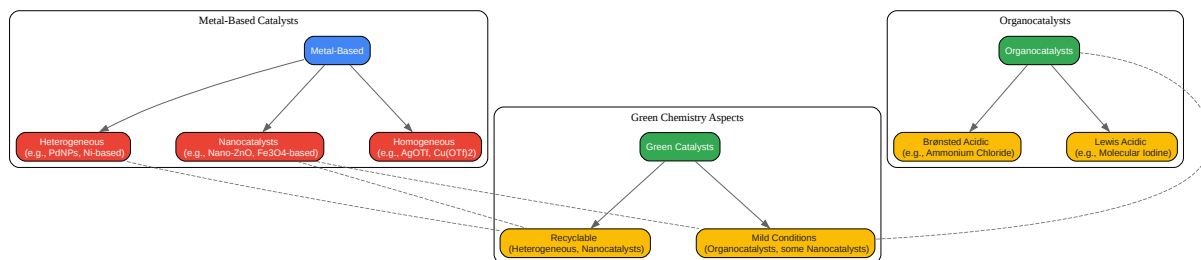 Metal-Based Catalysts
Metal-Based
Heterogeneous
(e.g., PdNPs, Ni-based)
Nanocatalysts
(e.g., Nano-ZnO, Fe3O4-based)
Homogeneous
(e.g., AgOTf, Cu(OTf)2)
Green Chemistry Aspects
Green Catalysts
Recyclable
(Heterogeneous, Nanocatalysts)
Mild Conditions
(Organocatalysts, some Nanocatalysts)
Organocatalysts
Organocatalysts
Brønsted Acidic
(e.g., Ammonium Chloride)
Lewis Acidic
(e.g., Molecular Iodine)